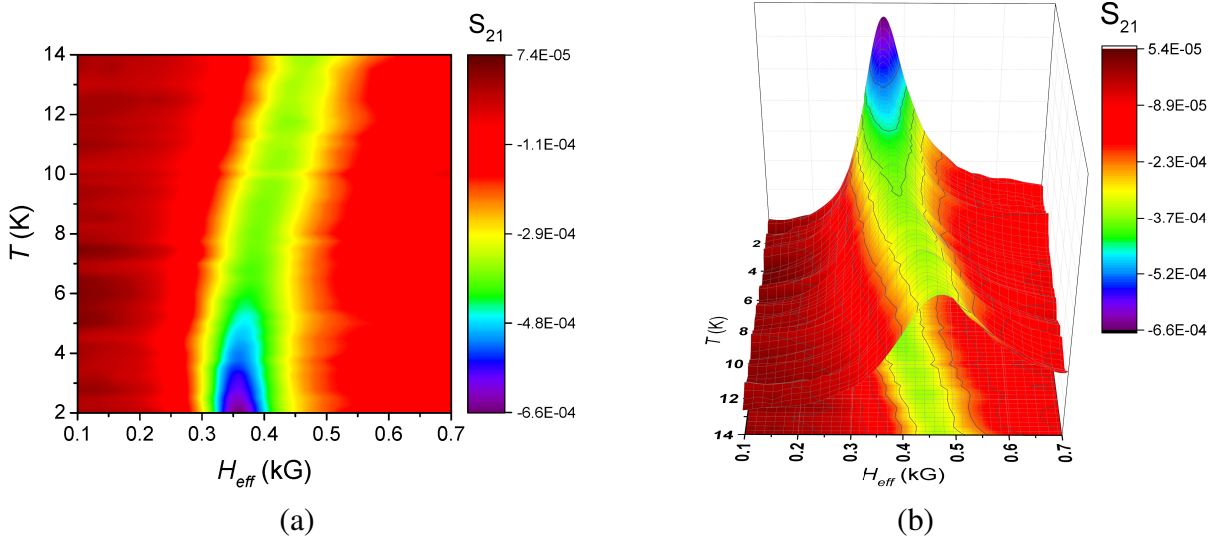 S21
14
12
10
8
6
4
2
T (K)
0.1 0.2 0.3 0.4 0.5 0.6 0.7
Heff (kG)
7.4E-05
-1.1E-04
-2.9E-04
-4.8E-04
-6.6E-04
(a)
S21
5.4E-05
-8.9E-05
-2.3E-04
-3.7E-04
-5.2E-04
-6.6E-04
2
4
6
8
10
12
14
T (K)
0.1 0.2 0.3 0.4 0.5 0.6 0.7
Heff (kG)
(b)